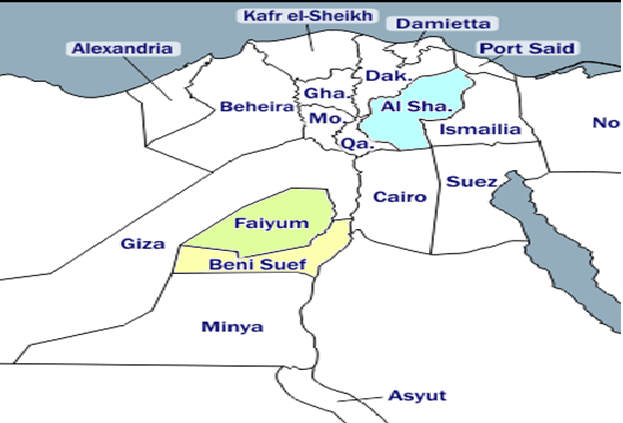 Kafr el-Sheikh
Damietta
Alexandria
Port Said
Dak.
Gha.
Beheira
Al Sha.
Mo.
Ismailia
No
Qa.
Suez
Cairo
Faiyum
Giza
Beni Suef
Minya
Asyut